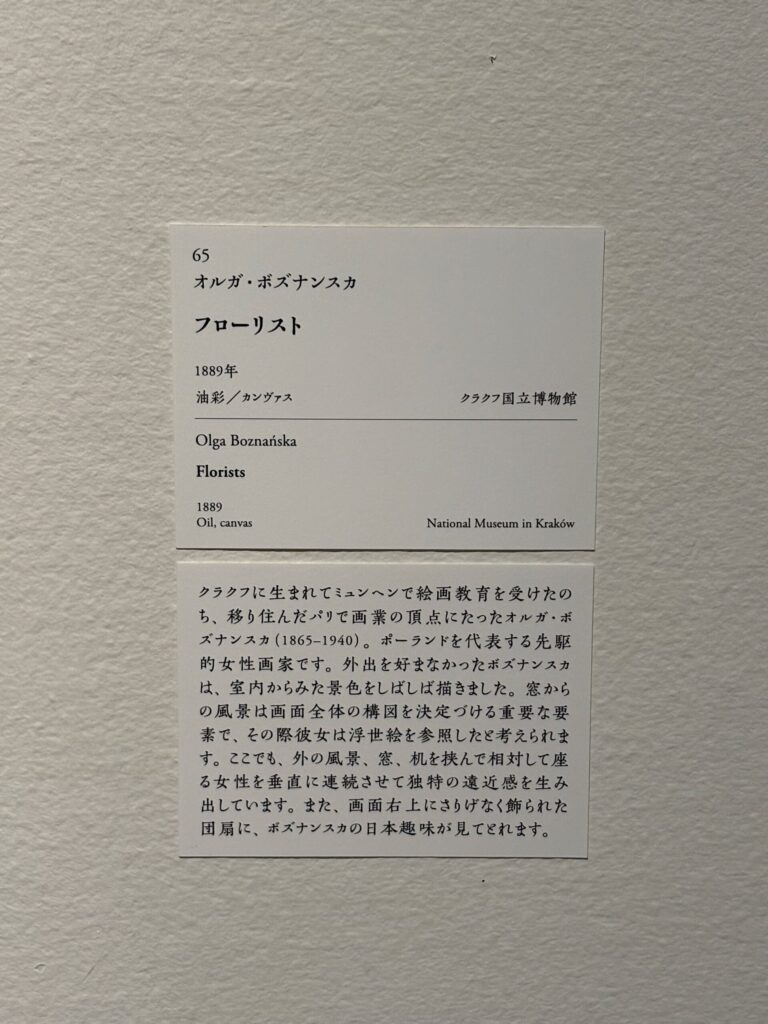 65
オルガ・ボズナンスカ
フローリスト
1889年
油彩／カンヴァス
クラクフ国立博物館
Olga Boznańska
Florists
1889
Oil, canvas
National Museum in Kraków
クラクフに生まれてミュンヘンで絵画教育を受けたの
ち、移り住んだパリで画業の頂点にたったオルガ・ボ
ズナンスカ（1865–1940）。ポーランドを代表する先駆
的女性画家です。外出を好まなかったボズナンスカ
は、室内からみた景色をしばしば描きました。窓から
の風景は画面全体の構図を決定づける重要な要
素で、その際彼女は浮世絵を参照したと考えられま
す。ここでも、外の風景、窓、机を挟んで相対して座
る女性を垂直に連続させて独特の遠近感を生み
出しています。また、画面右上にさりげなく飾られた
団扇に、ボズナンスカの日本趣味が見てとれます。